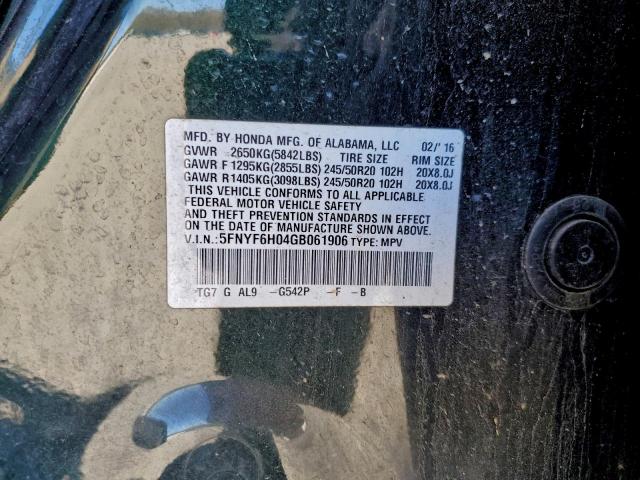 MFD. BY HONDA MFG. OF ALABAMA, LLC 02/' 16
GVWR 2650KG(5842LBS) TIRE SIZE RIM SIZE
GAWR F 1295KG(2855LBS) 245/50R20 102H 20X8.0J
GAWR R 1405KG(3098LBS) 245/50R20 102H 20X8.0J
THIS VEHICLE CONFORMS TO ALL APPLICABLE
FEDERAL MOTOR VEHICLE SAFETY
AND THEFT PREVENTION STANDARDS IN EFFECT
ON THE DATE OF MANUFACTURE SHOWN ABOVE.
V.I.N.: 5FNYF6H04GB061906 TYPE: MPV
TG7 G AL9 -G542P -F -B